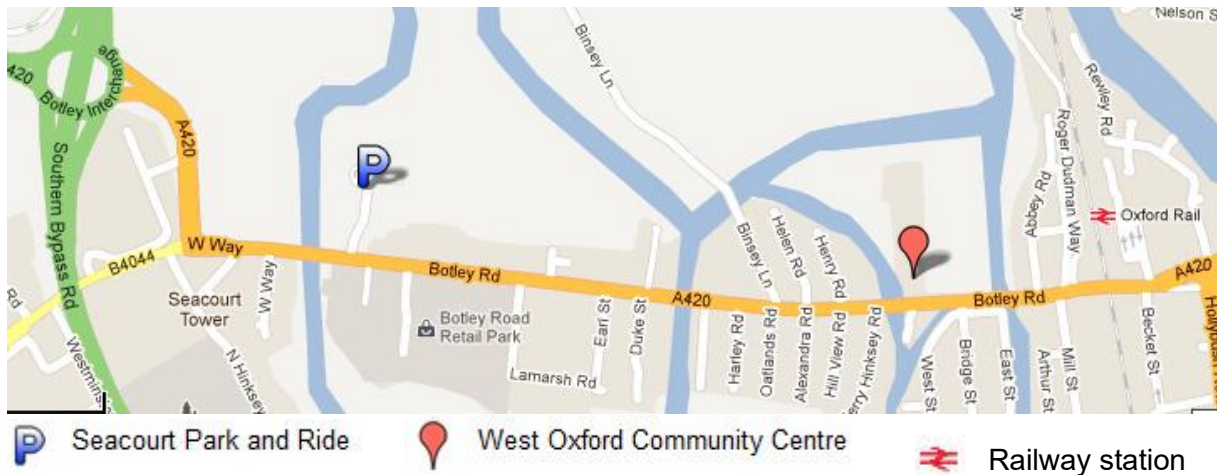 Nelson S
A420
Botley Interchange
A420
Southern Bypass Rd
Binsey Ln
Rewley Rd
Roger Dudman Way
Abbey Rd
Oxford Rail
W Way
B4044
Botley Rd
A420
Binsey Ln
Helen Rd
Henry Rd
Botley Rd
A420
Rd
Seacourt
Tower
W Way
Botley Road
Retail Park
Earl St
Duke St
Harley Rd
Oatlands Rd
Alexandra Rd
Hill View Rd
erry Hinksey Rd
West St
Bridge St
East St
Arthur St
Mill St
Becket St
Lamarsh Rd
N Hinksey
P
P Seacourt Park and Ride
West Oxford Community Centre
Railway station